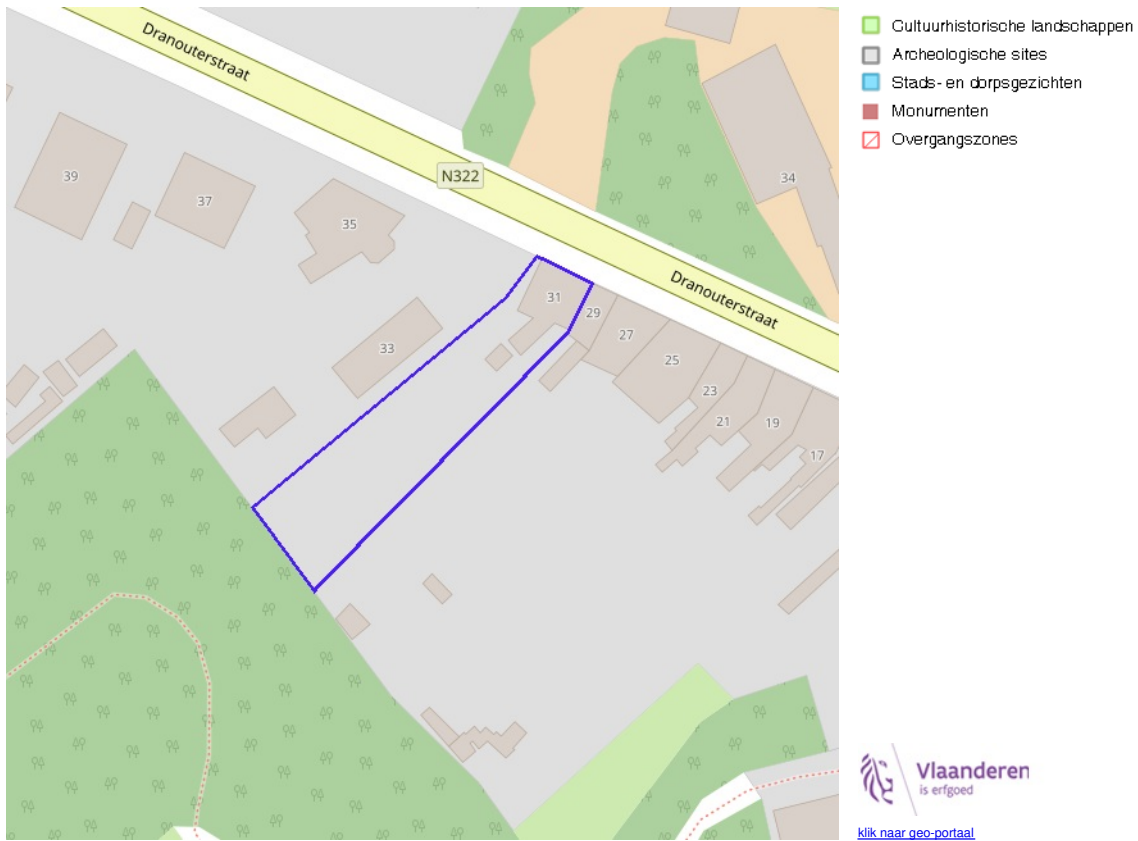 Dranouterstraat
N322
39
37
35
34
31
29
27
33
25
23
21
19
17
Dranouterstraat
Cultuurhistorische landschappen
Archeologische sites
Stads- en dorpsgezichten
Monumenten
Overgangszones
Vlaanderen
is erfgoed
klik naar geo-portaal